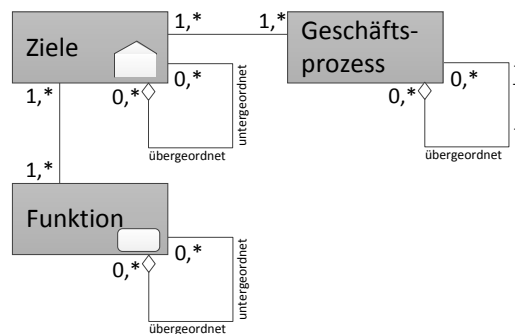 1,*
1,*
Ziele
Geschäfts-
prozess
0,*
0,*
untergeordnet
übergeordnet
0,*
0,*
übergeordnet
1,*
1,*
Funktion
0,*
0,*
untergeordnet
übergeordnet